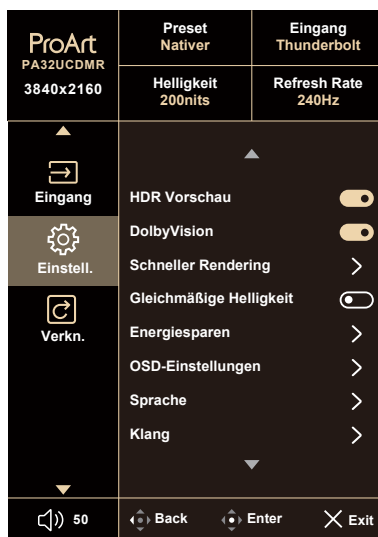 ProArt
PA32UCDMR
3840x2160
Preset
Nativer
Eingang
Thunderbolt
Helligkeit
200nits
Refresh Rate
240Hz
Eingang
Einstell.
Verkn.
HDR Vorschau
DolbyVision
Schneller Rendering
Gleichmäßige Helligkeit
Energiesparen
OSD-Einstellungen
Sprache
Klang
50
Back
Enter
Exit